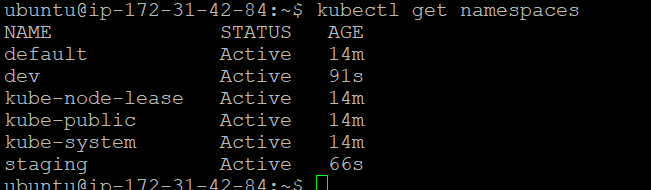 ubuntu@ip-172-31-42-84:~$ kubectl get namespaces
NAME STATUS AGE
default Active 14m
dev Active 91s
kube-node-lease Active 14m
kube-public Active 14m
kube-system Active 14m
staging Active 66s
ubuntu@ip-172-31-42-84:~$